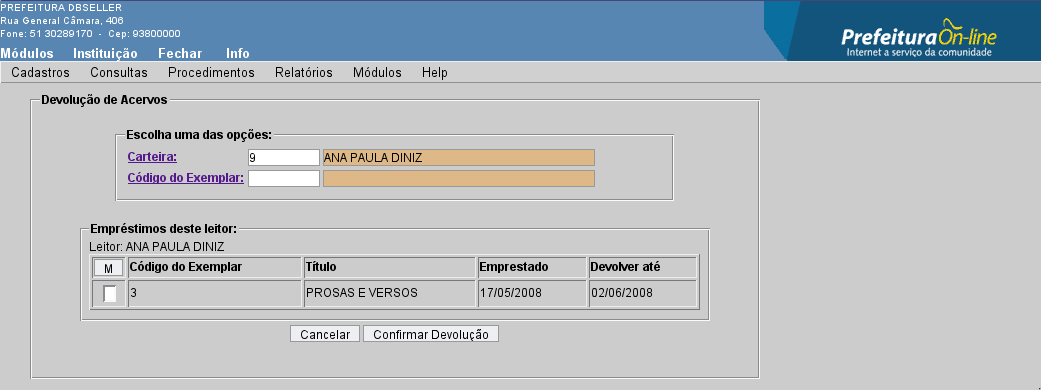 PREFEITURA DBSELLER
Rua General Câmara, 406
Fone: 51 30289170 - Cep: 93800000
Prefeitura On-line
Internet a serviço da comunidade
Módulos Instituição Fechar Info
Cadastros Consultas Procedimentos Relatórios Módulos Help
Devolução de Acervos
Escolha uma das opções:
Carteira: 9 ANA PAULA DINIZ
Código do Exemplar:
Empréstimos deste leitor:
Leitor: ANA PAULA DINIZ
M Código do Exemplar Título Emprestado Devolver até
3 PROSAS E VERSOS 17/05/2008 02/06/2008
Cancelar Confirmar Devolução